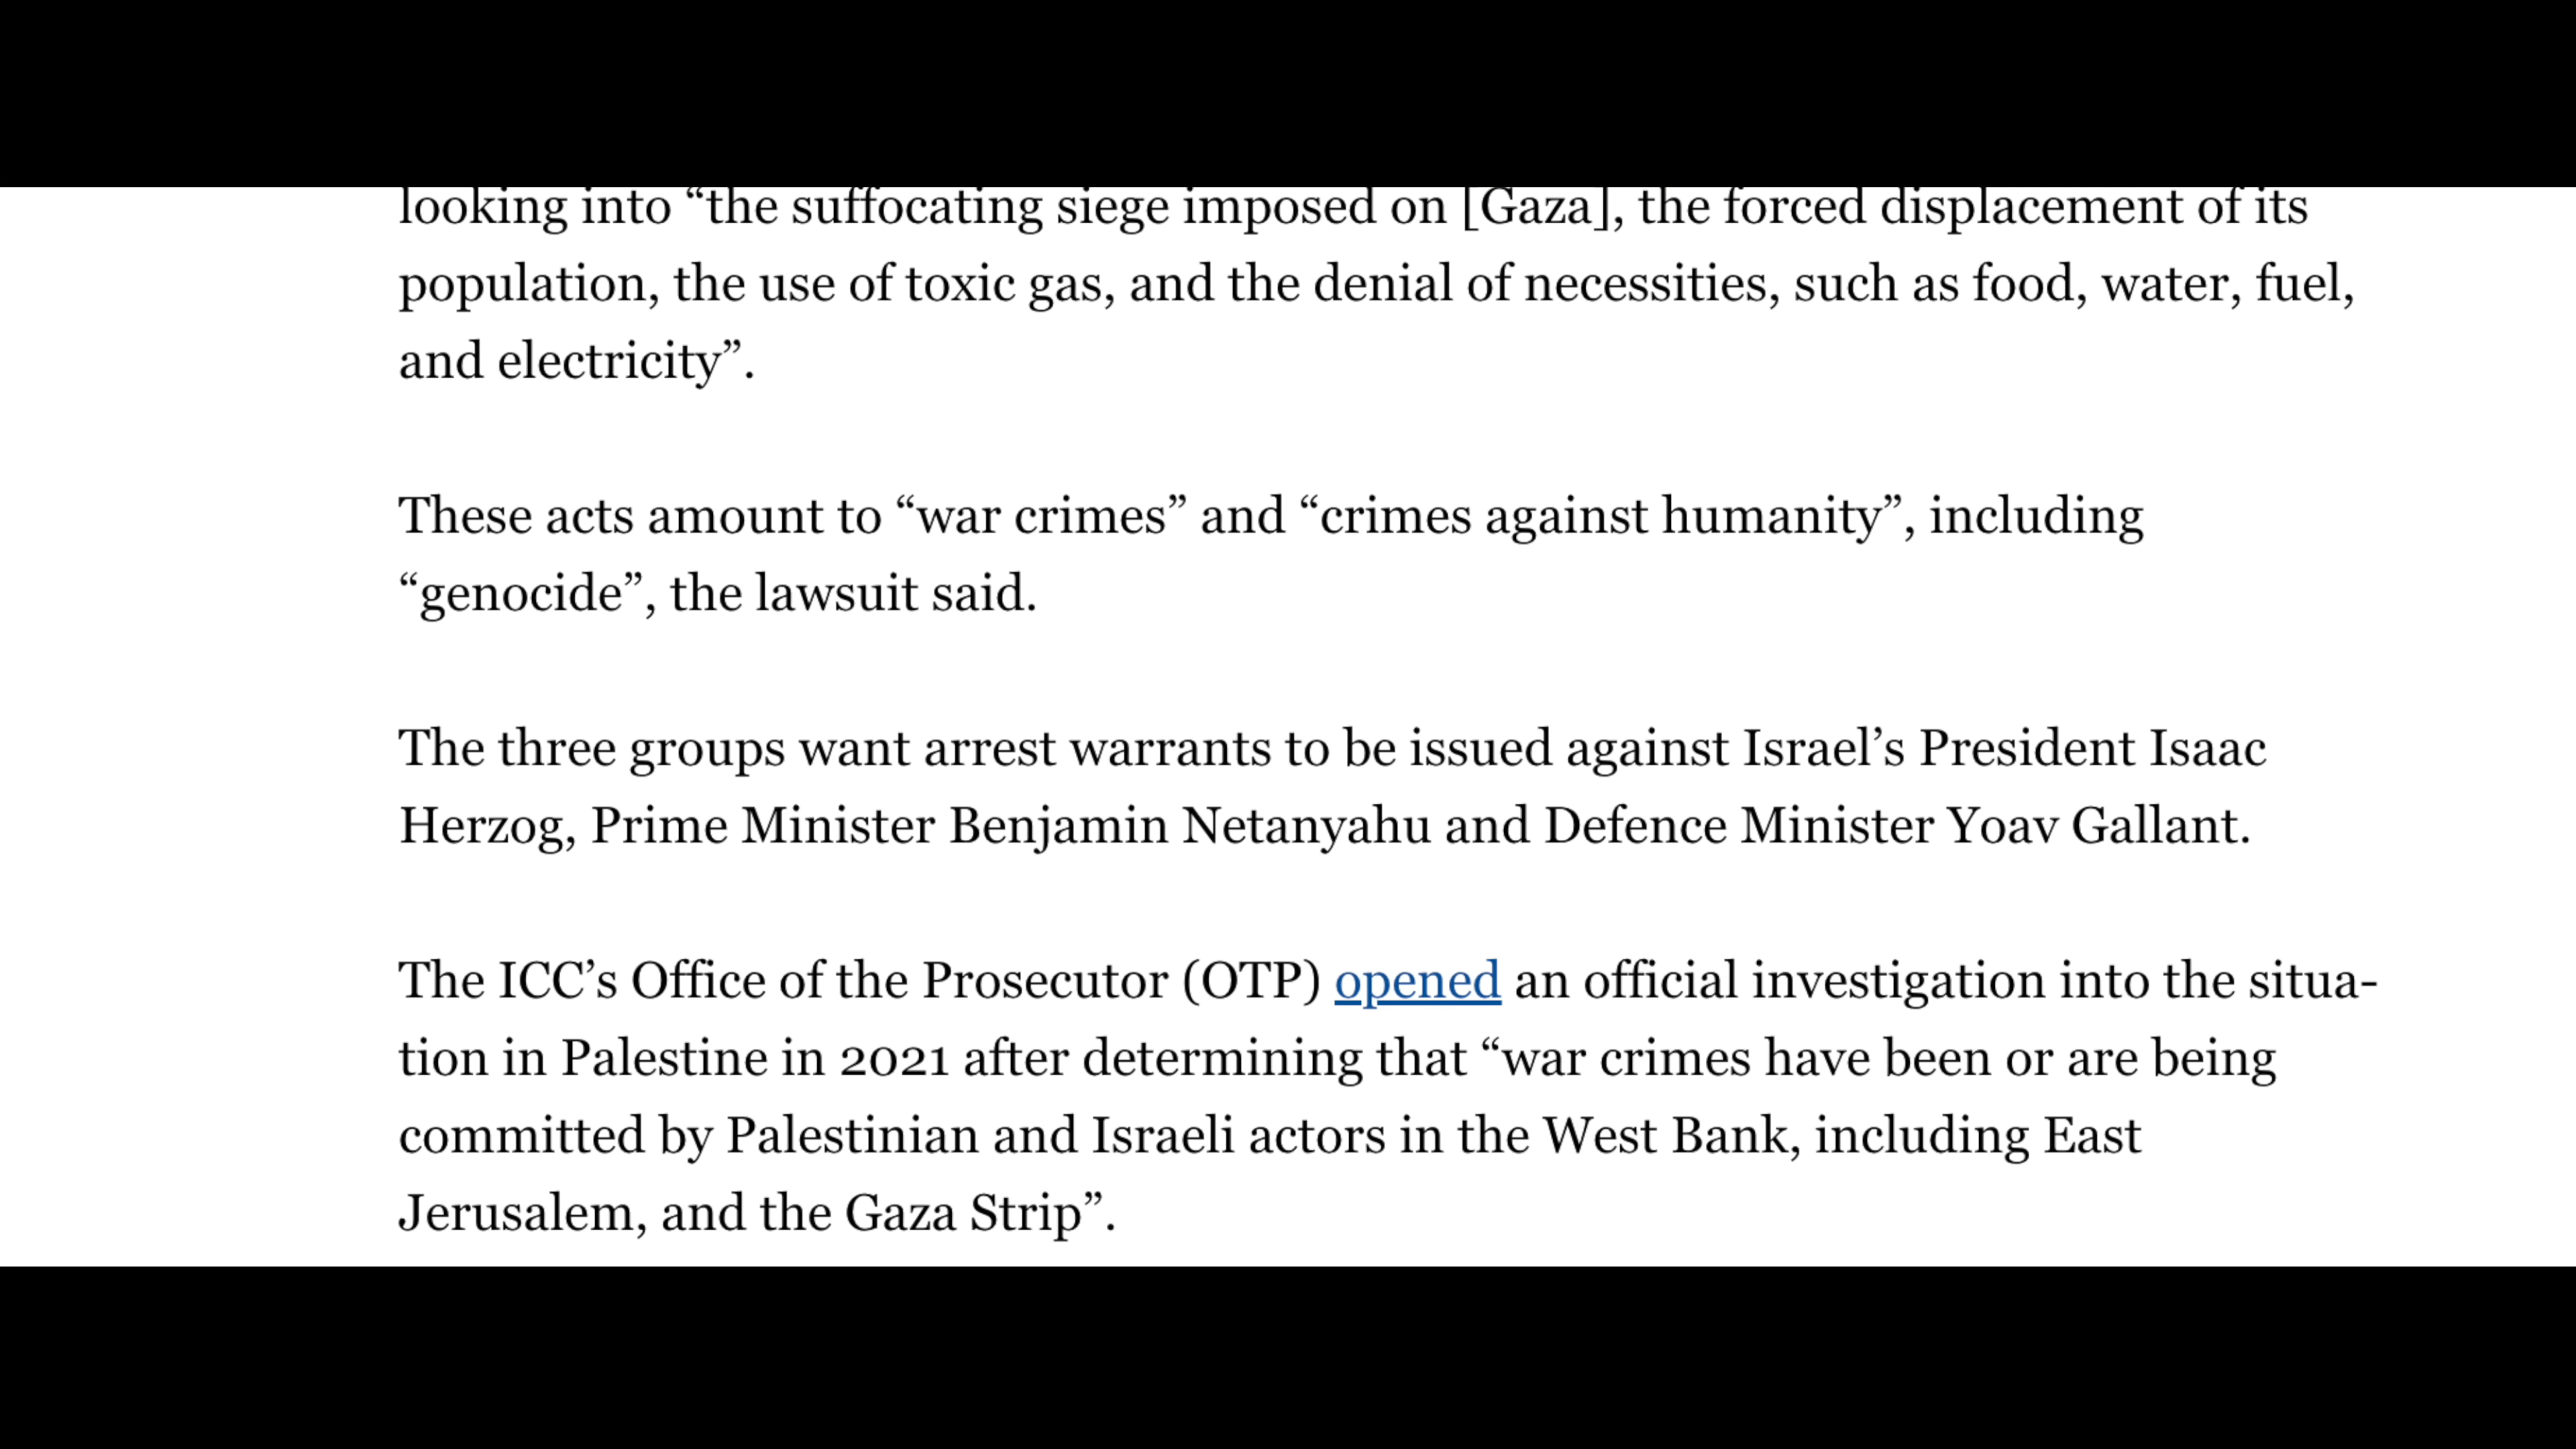 looking into “the suffocating siege imposed on [Gaza], the forced displacement of its
population, the use of toxic gas, and the denial of necessities, such as food, water, fuel,
and electricity”.
These acts amount to “war crimes” and “crimes against humanity”, including
“genocide”, the lawsuit said.
The three groups want arrest warrants to be issued against Israel’s President Isaac
Herzog, Prime Minister Benjamin Netanyahu and Defence Minister Yoav Gallant.
The ICC’s Office of the Prosecutor (OTP) opened an official investigation into the situa-
tion in Palestine in 2021 after determining that “war crimes have been or are being
committed by Palestinian and Israeli actors in the West Bank, including East
Jerusalem, and the Gaza Strip”.